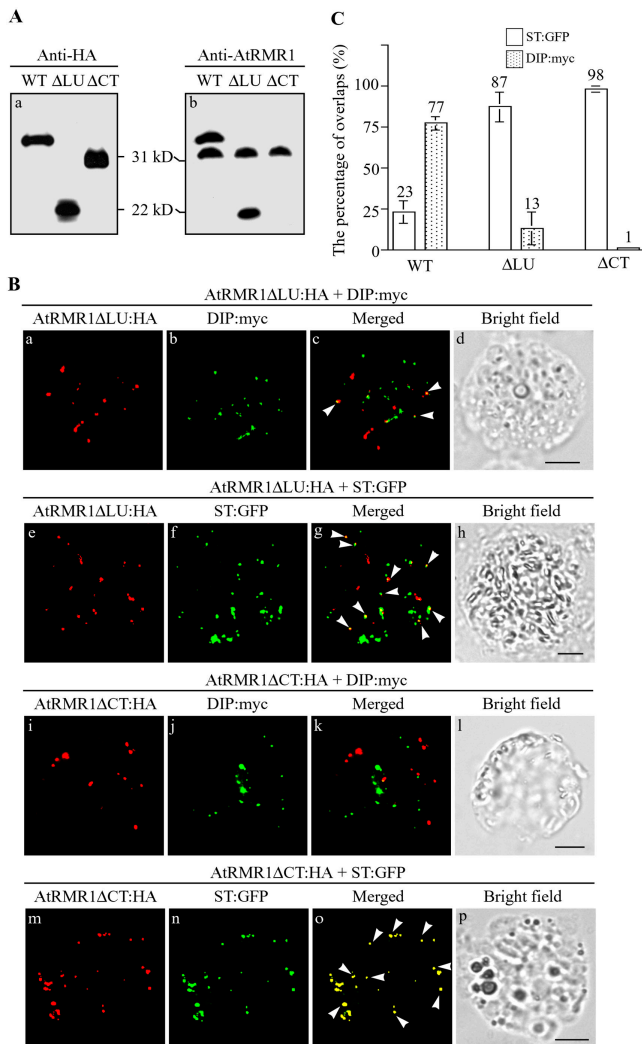 A
Anti-HA
WT ΔLU ΔCT
a
Anti-AtRMR1
WT ΔLU ΔCT
b
31 kD
22 kD
C
ST:GFP
DIP:myc
The percentage of overlaps (%)
100
75
50
25
0
23
77
87
13
98
1
WT
ΔLU
ΔCT
B
AtRMR1ΔLU:HA + DIP:myc
AtRMR1ΔLU:HA DIP:myc Merged Bright field
a b c d
AtRMR1ΔLU:HA + ST:GFP
AtRMR1ΔLU:HA ST:GFP Merged Bright field
e f g h
AtRMR1ΔCT:HA + DIP:myc
AtRMR1ΔCT:HA DIP:myc Merged Bright field
i j k l
AtRMR1ΔCT:HA + ST:GFP
AtRMR1ΔCT:HA ST:GFP Merged Bright field
m n o p